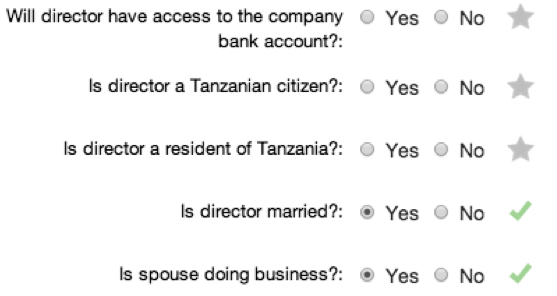 Will director have access to the company Yes No
bank account?:
Is director a Tanzanian citizen?: Yes No
Is director a resident of Tanzania?: Yes No
Is director married?: Yes No
Is spouse doing business?: Yes No